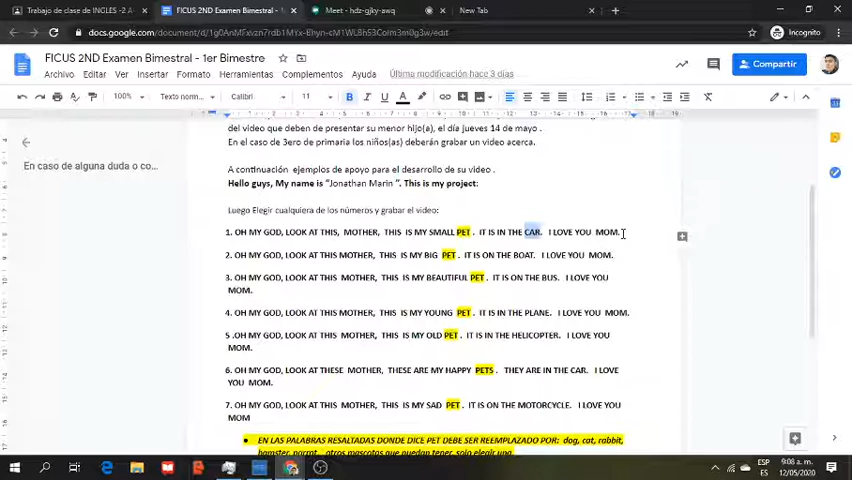 Trabajo de clase de INGLES -2 A
FICUS 2ND Examen Bimestral - 1er
Meet - hdz-gjky-awq
New Tab
Incognito
FICUS 2ND Examen Bimestral - 1er Bimestre
Archivo Editar Ver Insertar Formato Herramientas Complementos Ayuda Última modificación hace 3 días
Compartir
100% Texto norm... Calibri 11
del video que deben de presentar su menor hijo(a), el día jueves 14 de mayo .
En el caso de 3ero de primaria los niños(as) deberán grabar un video acerca.
En caso de alguna duda o co...
A continuación ejemplos de apoyo para el desarrollo de su video .
Hello guys, My name is "Jonathan Marin ". This is my project:
Luego Elegir cualquiera de los números y grabar el video:
1. OH MY GOD, LOOK AT THIS, MOTHER, THIS IS MY SMALL PET . IT IS IN THE CAR. I LOVE YOU MOM.
2. OH MY GOD, LOOK AT THIS MOTHER, THIS IS MY BIG PET . IT IS ON THE BOAT. I LOVE YOU MOM.
3. OH MY GOD, LOOK AT THIS MOTHER, THIS IS MY BEAUTIFUL PET . IT IS ON THE BUS. I LOVE YOU
MOM.
4. OH MY GOD, LOOK AT THIS MOTHER, THIS IS MY YOUNG PET . IT IS IN THE PLANE. I LOVE YOU MOM.
5 .OH MY GOD, LOOK AT THIS MOTHER, THIS IS MY OLD PET . IT IS IN THE HELICOPTER. I LOVE YOU
MOM.
6. OH MY GOD, LOOK AT THESE MOTHER, THESE ARE MY HAPPY PETS . THEY ARE IN THE CAR. I LOVE
YOU MOM.
7. OH MY GOD, LOOK AT THIS MOTHER, THIS IS MY SAD PET . IT IS ON THE MOTORCYCLE. I LOVE YOU
MOM
EN LAS PALABRAS RESALTADAS DONDE DICE PET DEBE SER REEMPLAZADO POR: dog, cat, rabbit,
hamster, parrot, otros mascotas que puedan tener, solo elegir una.
ESP
ES
9:08 a. m.
12/05/2020